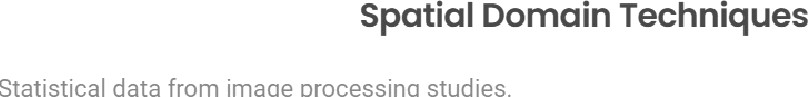 Spatial Domain Techniques
Statistical data from image processing studies.